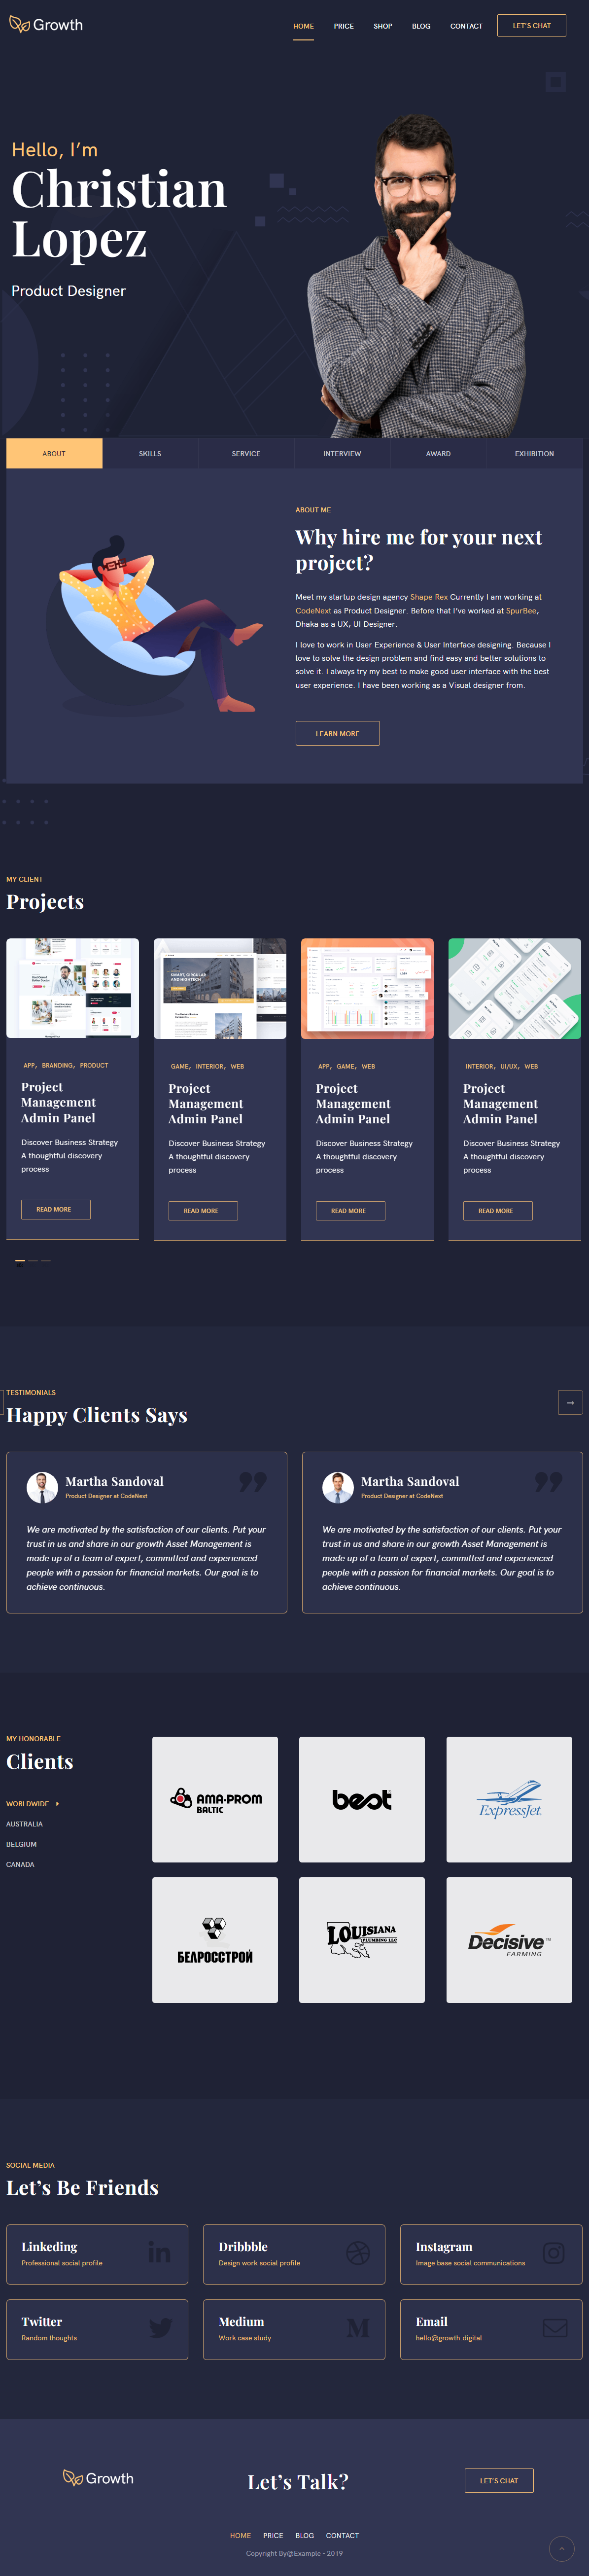 Growth
HOME PRICE SHOP BLOG CONTACT LET'S CHAT
Hello, I'm
Christian
Lopez
Product Designer
ABOUT SKILLS SERVICE INTERVIEW AWARD EXHIBITION
ABOUT ME
Why hire me for your next
project?
Meet my startup design agency Shape Rex Currently I am working at
CodeNext as Product Designer. Before that I've worked at SpurBee,
Dhaka as a UX, UI Designer.
I love to work in User Experience & User Interface designing. Because I
love to solve the design problem and find easy and better solutions to
solve it. I always try my best to make good user interface with the best
user experience. I have been working as a Visual designer from.
LEARN MORE
MY CLIENT
Projects
APP, BRANDING, PRODUCT
Project
Management
Admin Panel
Discover Business Strategy
A thoughtful discovery
process
READ MORE
GAME, INTERIOR, WEB
Project
Management
Admin Panel
Discover Business Strategy
A thoughtful discovery
process
READ MORE
APP, GAME, WEB
Project
Management
Admin Panel
Discover Business Strategy
A thoughtful discovery
process
READ MORE
INTERIOR, UI/UX, WEB
Project
Management
Admin Panel
Discover Business Strategy
A thoughtful discovery
process
READ MORE
TESTIMONIALS
Happy Clients Says
Martha Sandoval
Product Designer at CodeNext
We are motivated by the satisfaction of our clients. Put your
trust in us and share in our growth Asset Management is
made up of a team of expert, committed and experienced
people with a passion for financial markets. Our goal is to
achieve continuous.
Martha Sandoval
Product Designer at CodeNext
We are motivated by the satisfaction of our clients. Put your
trust in us and share in our growth Asset Management is
made up of a team of expert, committed and experienced
people with a passion for financial markets. Our goal is to
achieve continuous.
MY HONORABLE
Clients
WORLDWIDE
AUSTRALIA
BELGIUM
CANADA
AMA-PROM
BALTIC
best
ExpressJet
БЕЛРОССТРОЙ
LOUISIANA
PLUMBING LLC
Decisive
FARMING
SOCIAL MEDIA
Let's Be Friends
Linkeding
Professional social profile
Dribbble
Design work social profile
Instagram
Image base social communications
Twitter
Random thoughts
Medium
Work case study
Email
hello@growth.digital
Growth
Let's Talk?
LET'S CHAT
HOME PRICE BLOG CONTACT
Copyright By@Example - 2019